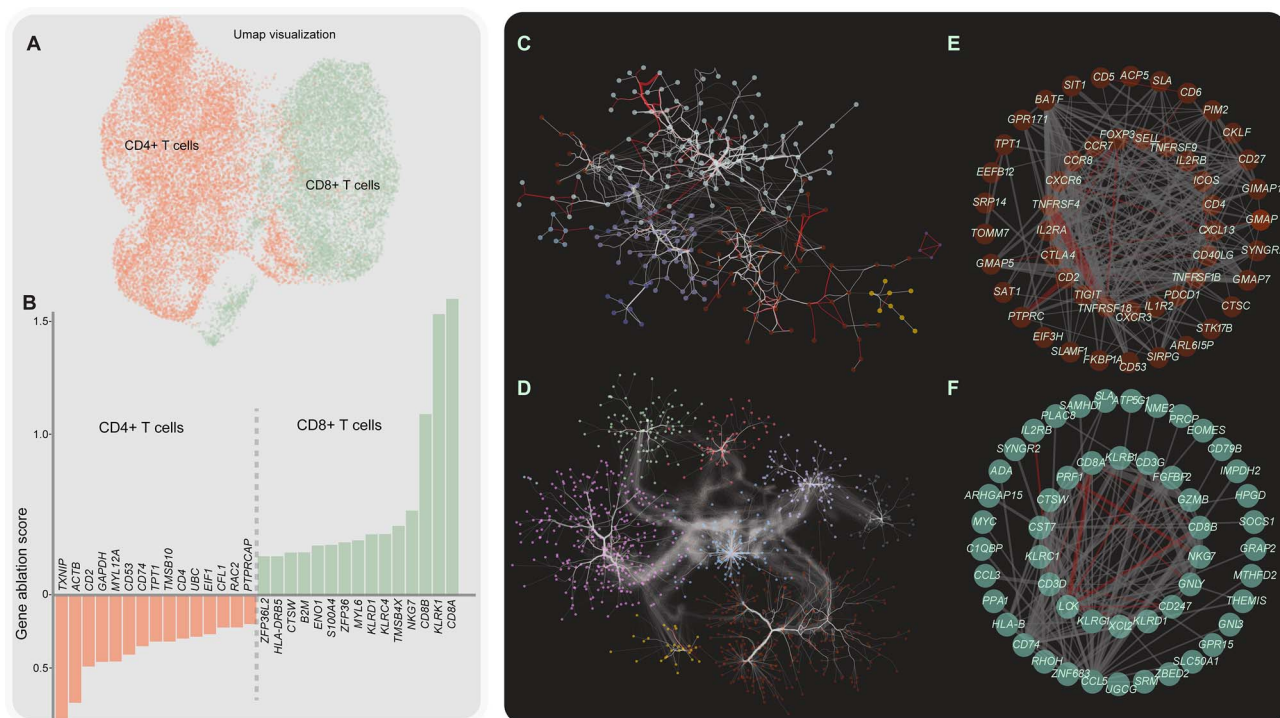 A
Umap visualization
CD4+ T cells
CD8+ T cells
B
1.5
1.0
0
0.5
Gene ablation score
CD4+ T cells
CD8+ T cells
TXNIP
ACTB
CD2
GAPDH
MYL12A
CD53
CD74
TPT1
TMSB10
CD4
UBC
EIF1
CFL1
RAC2
PTPRCAP
ZFP36L2
HLA-DRB5
CTSW
B2M
ENO1
S100A4
ZFP36
MYL6
KLRD1
KLRC4
TMSB4X
NKG7
CD8B
KLRK1
CD8A
C
D
E
SIT1
CD5
ACP5
SLA
CD6
PIM2
CKLF
CD27
GIMAP1
GMAP
SYNGR
GMAP7
CTSC
STK17B
ARL6I5P
SIRPG
CD53
FKBP1A
SLAMF1
EIF3H
PTPRC
SAT1
GMAP5
TOMM7
SRP14
EEFB12
TPT1
GPR171
BATF
FOXP3
SELL
TNFRSF9
IL2RB
ICOS
CD4
CXCL13
CD40LG
TNFRSF1B
PDCD1
IL1R2
CXCR3
TNFRSF18
TIGIT
CD2
CTLA4
IL2RA
TNFRSF4
CXCR6
CCR8
CCR7
F
SLA
ATP5G1
NME2
PRCP
EOMES
CD79B
IMPDH2
HPGD
SOCS1
GRAP2
MTHFD2
THEMIS
GNL3
GPR15
SLC50A1
ZBED2
SRM
UGCG
CCL5
ZNF683
RHOH
CD74
HLA-B
PPA1
CCL3
C1QBP
MYC
ARHGAP15
ADA
SYNGR2
IL2RB
PLAC8
SAMHD1
KLRB1
CD3G
FGFBP2
GZMB
CD8B
NKG7
GNLY
CD247
KLRD1
XCL2
KLRG1
LCK
CD3D
KLRC1
CST7
CTSW
PRF1
CD8A